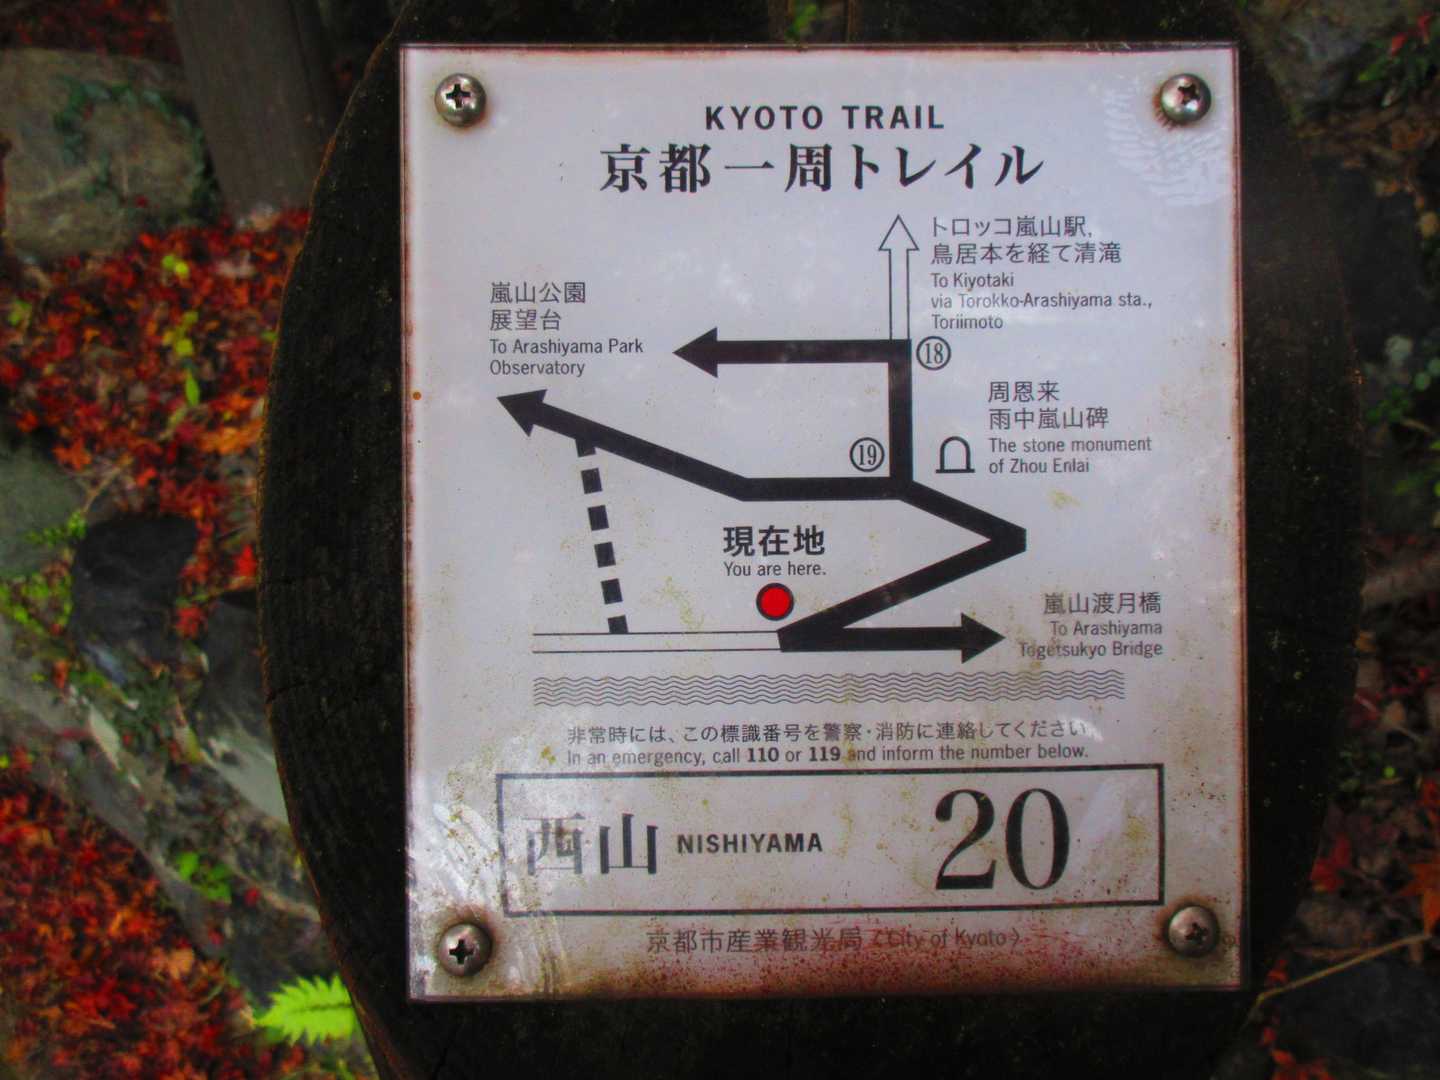 KYOTO TRAIL
京都一周トレイル
トロッコ嵐山駅,
鳥居本を経て清滝
To Kiyotaki
via Torokko-Arashiyama sta.,
Toriimoto
嵐山公園
展望台
To Arashiyama Park
Observatory
⑱
周恩来
雨中嵐山碑
The stone monument
of Zhou Enlai
⑲
現在地
You are here.
嵐山渡月橋
To Arashiyama
Togetsukyo Bridge
非常時には、この標識番号を警察・消防に連絡してください。
In an emergency, call 110 or 119 and inform the number below.
西山 NISHIYAMA 20
京都市産業観光局〈City of Kyoto〉